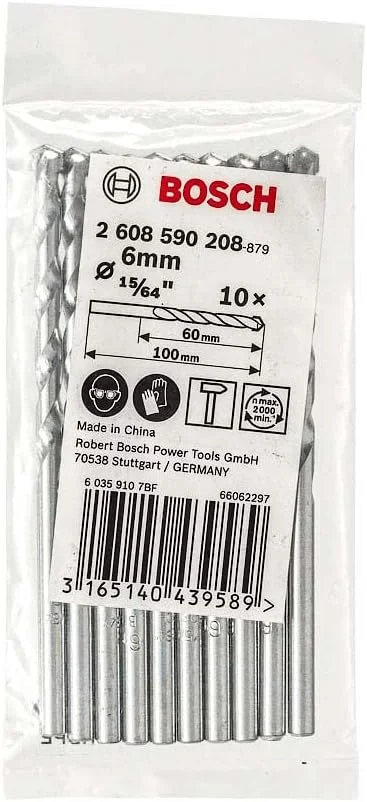 BOSCH
2 608 590 208-879
Ø 6mm
15/64" 10×
60mm
100mm
n max.
2000
min.⁻¹
Made in China
Robert Bosch Power Tools GmbH
70538 Stuttgart / GERMANY
6 035 910 7BF 66062297
3 165140 439589 >